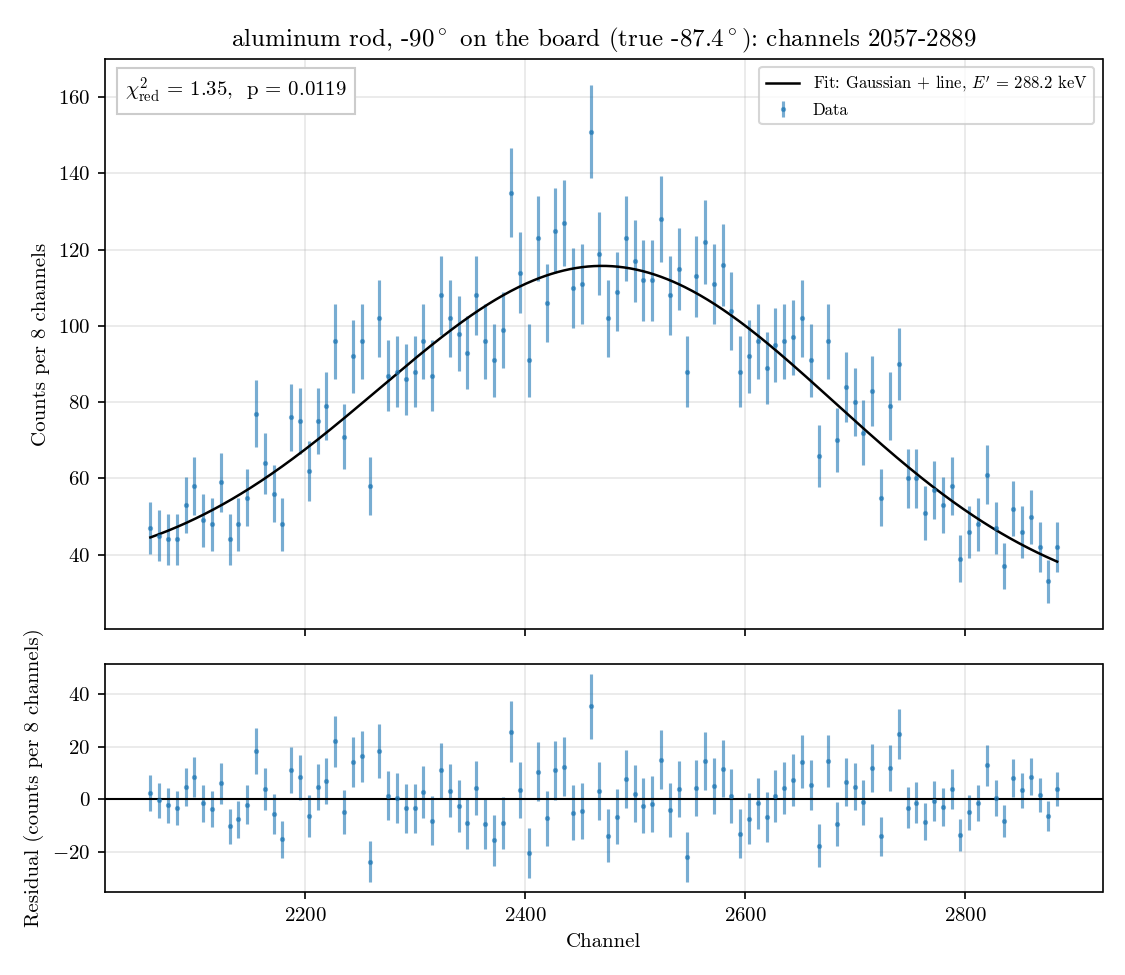 aluminum rod, -90° on the board (true -87.4°): channels 2057-2889
χ²_red = 1.35, p = 0.0119
Fit: Gaussian + line, E′ = 288.2 keV
Data
Counts per 8 channels
160
140
120
100
80
60
40
Residual (counts per 8 channels)
40
20
0
−20
2200
2400
2600
2800
Channel